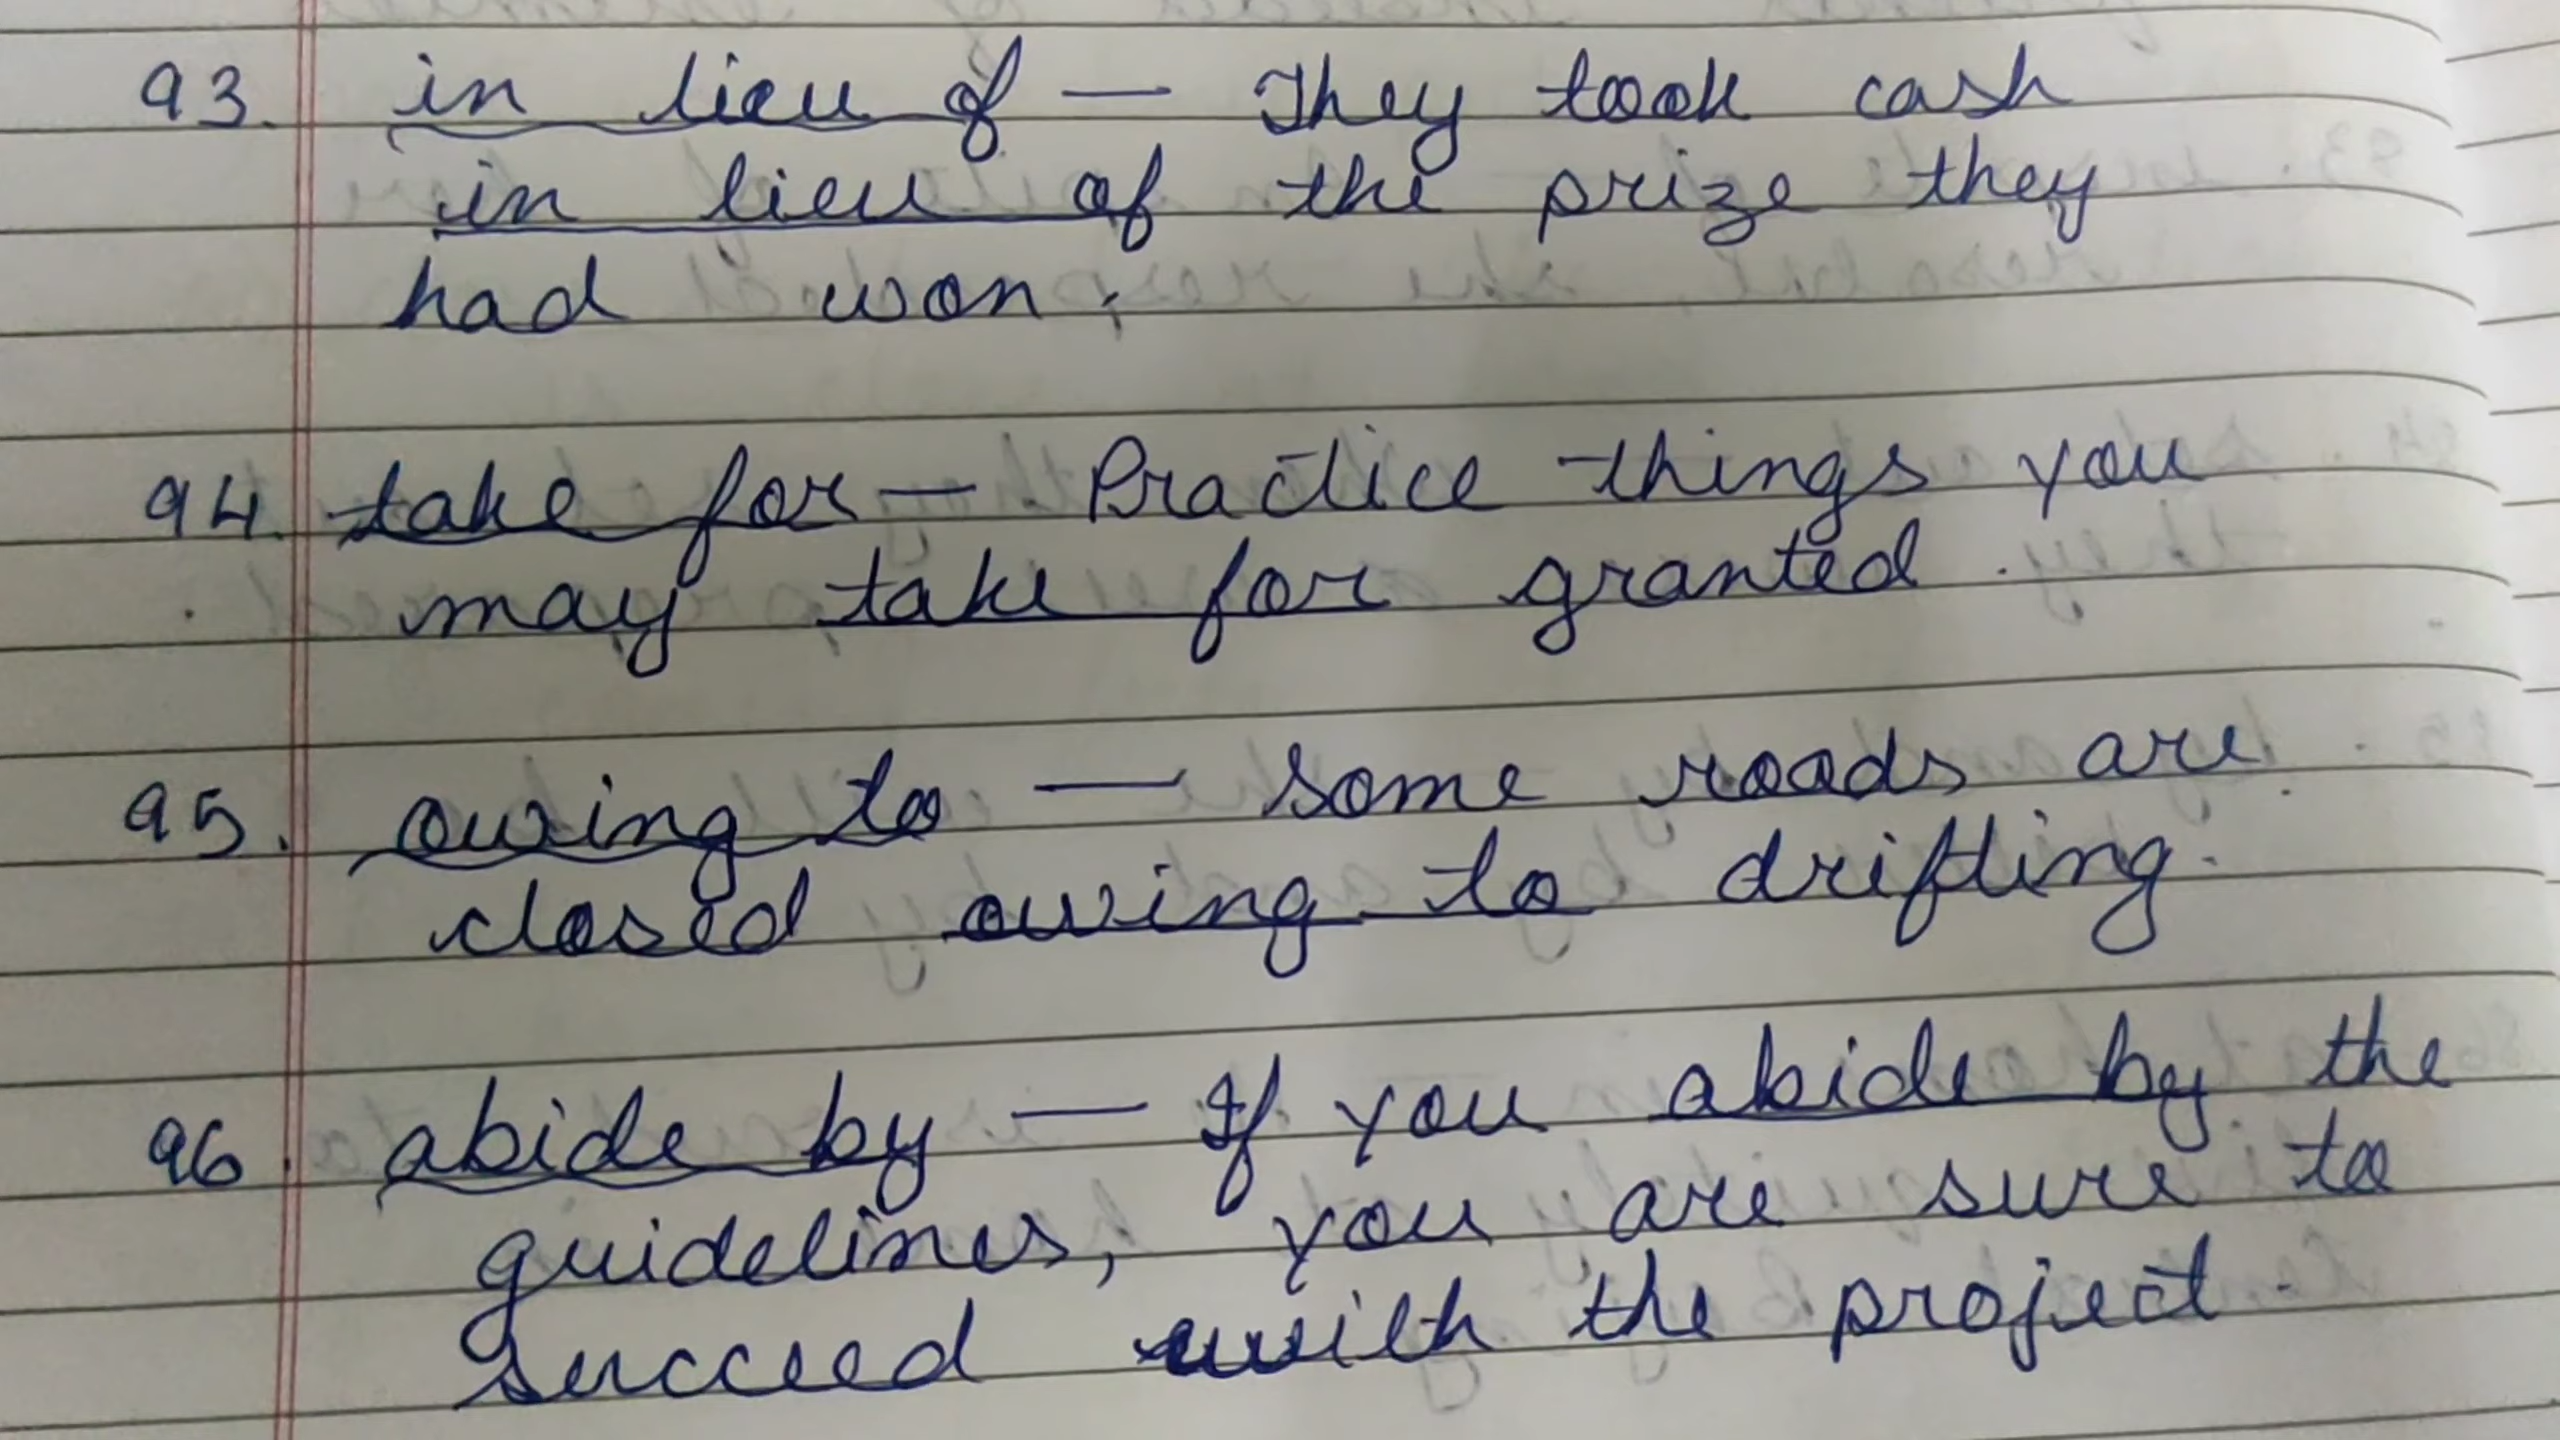 93. in lieu of — They took cash
in lieu of the prize they
had won.
94. take for — Practice things you
may take for granted.
95. owing to — some roads are
closed owing to drifting.
96. abide by — If you abide by the
guidelines, you are sure to
succeed with the project.